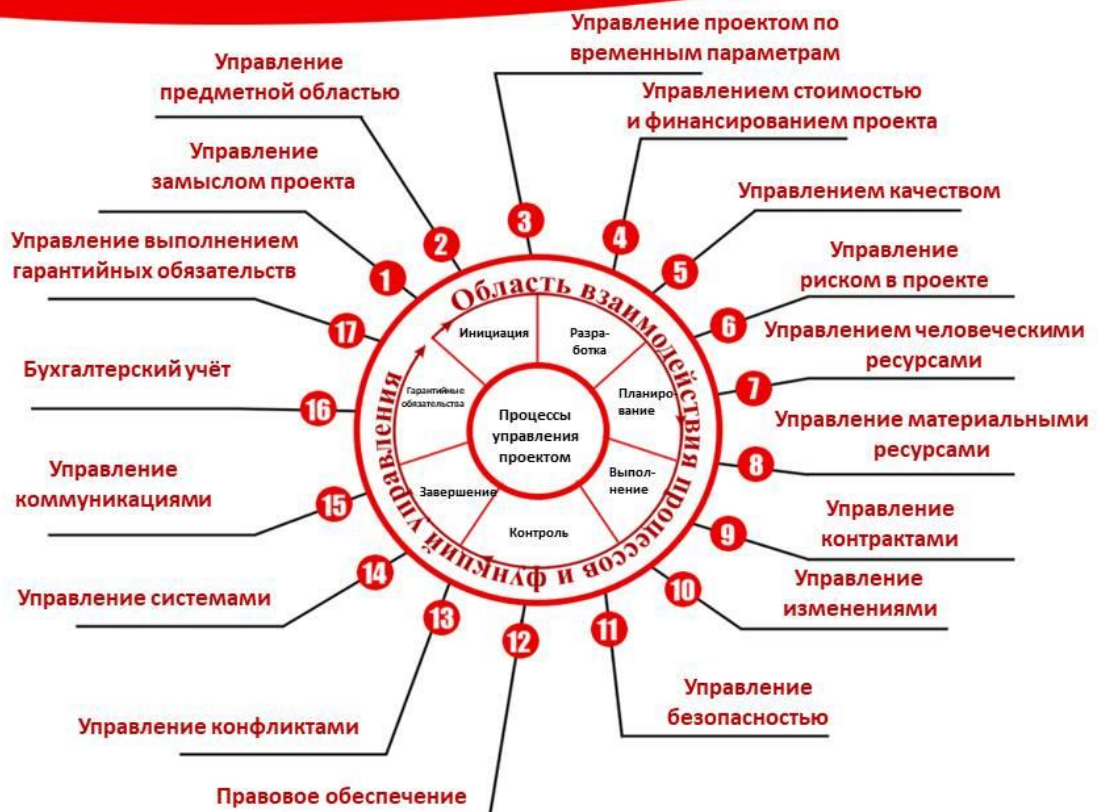 Управление проектом по
временным параметрам
Управление
предметной областью
Управлением стоимостью
и финансированием проекта
Управление
замыслом проекта
Управлением качеством
Управление выполнением
гарантийных обязательств
Управление
риском в проекте
Управлением человеческими
ресурсами
Бухгалтерский учёт
Управление материальными
ресурсами
Управление
коммуникациями
Управление
контрактами
Управление системами
Управление
изменениями
Управление
безопасностью
Управление конфликтами
Правовое обеспечение
1
2
3
4
5
6
7
8
9
10
11
12
13
14
15
16
17
Область взаимодействия процессов и функций управления
Инициация
Разра-
ботка
Планиро-
вание
Выпол-
нение
Контроль
Завершение
Гарантийные
обязательства
Процессы
управления
проектом